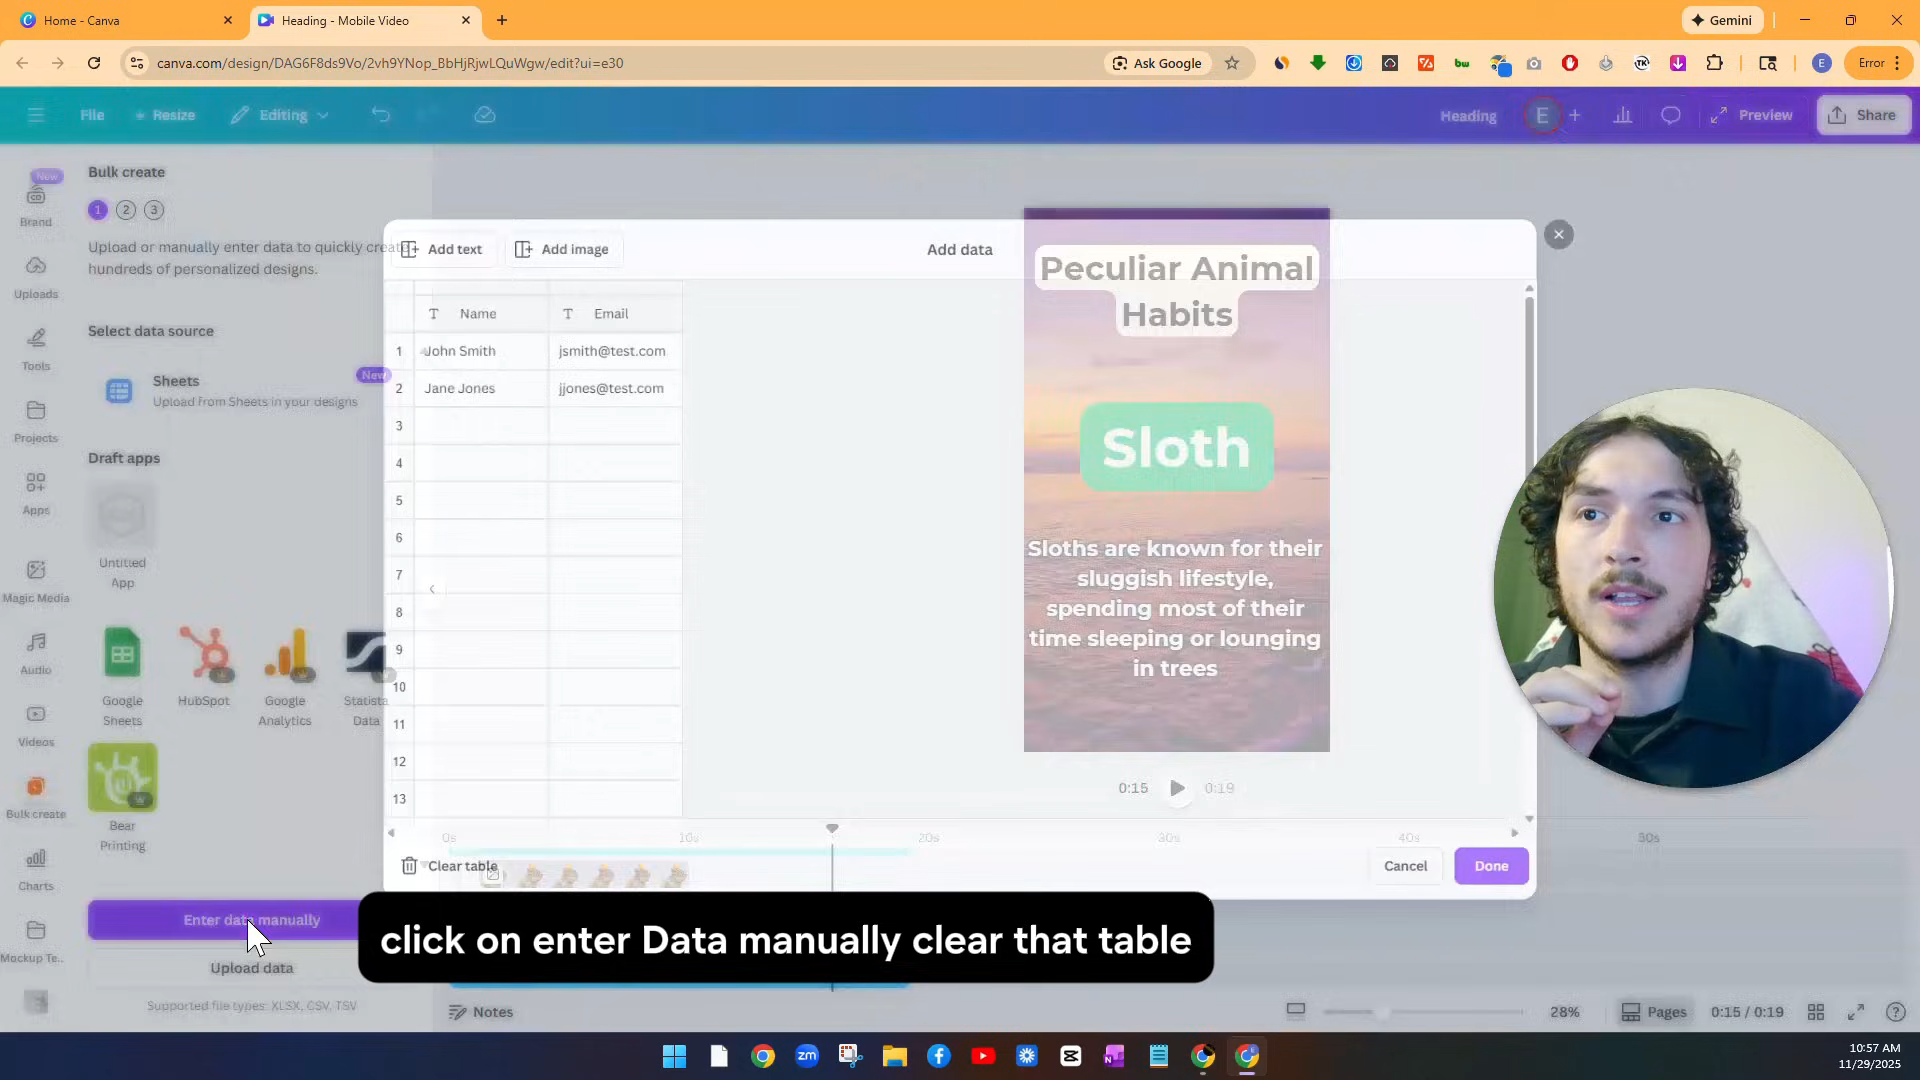 Home - Canva
Heading - Mobile Video
Gemini
canva.com/design/DAG6F8ds9Vo/2vh9YNop_BbHjRjwLQuWgw/edit?ui=e30
Ask Google
E
Error
File
Resize
Editing
Heading
E
Preview
Share
New
Brand
Uploads
Tools
Projects
Apps
Magic Media
Audio
Videos
Bulk create
Charts
Mockup Te...
Bulk create
1 2 3
Upload or manually enter data to quickly create
hundreds of personalized designs.
Select data source
Sheets
New
Upload from Sheets in your designs
Draft apps
Untitled
App
Google
Sheets
HubSpot
Google
Analytics
Statista
Data
Bear
Printing
Enter data manually
Upload data
Supported file types: XLSX, CSV, TSV
Add text
Add image
Add data
Name Email
1 John Smith jsmith@test.com
2 Jane Jones jjones@test.com
3
4
5
6
7
8
9
10
11
12
13
Clear table
Cancel
Done
Peculiar Animal
Habits
Sloth
Sloths are known for their
sluggish lifestyle,
spending most of their
time sleeping or lounging
in trees
0:15 0:19
0s 10s 20s 30s 40s 50s
click on enter Data manually clear that table
Notes
28%
Pages
0:15 / 0:19
zm
10:57 AM
11/29/2025